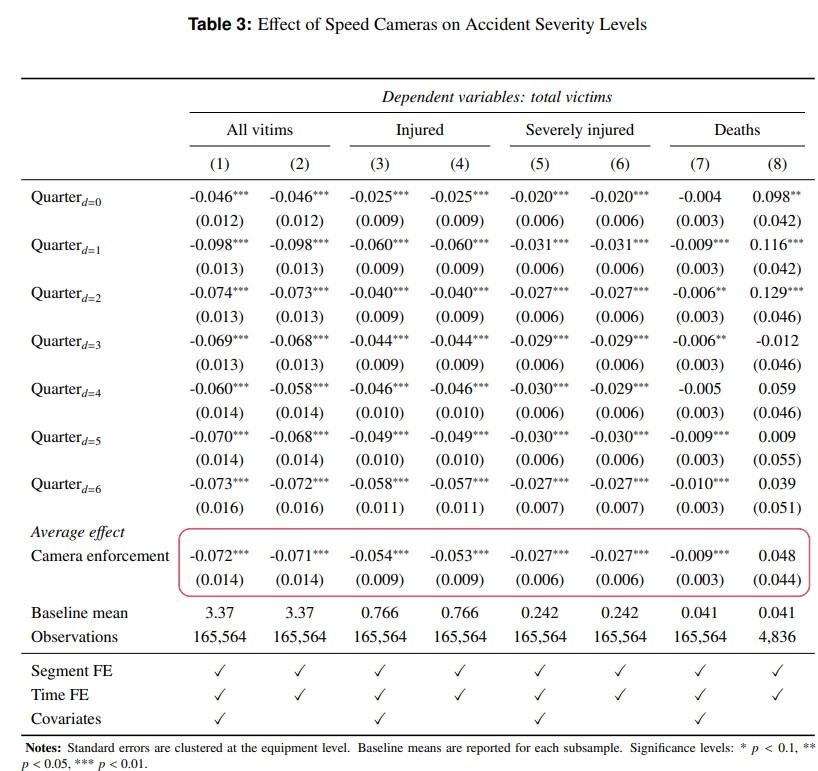 Table 3: Effect of Speed Cameras on Accident Severity Levels
Dependent variables: total victims
All vitims Injured Severely injured Deaths
(1) (2) (3) (4) (5) (6) (7) (8)
Quarter d=0 -0.046*** -0.046*** -0.025*** -0.025*** -0.020*** -0.020*** -0.004 0.098**
(0.012) (0.012) (0.009) (0.009) (0.006) (0.006) (0.003) (0.042)
Quarter d=1 -0.098*** -0.098*** -0.060*** -0.060*** -0.031*** -0.031*** -0.009*** 0.116***
(0.013) (0.013) (0.009) (0.009) (0.006) (0.006) (0.003) (0.042)
Quarter d=2 -0.074*** -0.073*** -0.040*** -0.040*** -0.027*** -0.027*** -0.006** 0.129***
(0.013) (0.013) (0.009) (0.009) (0.006) (0.006) (0.003) (0.046)
Quarter d=3 -0.069*** -0.068*** -0.044*** -0.044*** -0.029*** -0.029*** -0.006** -0.012
(0.013) (0.013) (0.009) (0.009) (0.006) (0.006) (0.003) (0.046)
Quarter d=4 -0.060*** -0.058*** -0.046*** -0.046*** -0.030*** -0.029*** -0.005 0.059
(0.014) (0.014) (0.010) (0.010) (0.006) (0.006) (0.003) (0.046)
Quarter d=5 -0.070*** -0.068*** -0.049*** -0.049*** -0.030*** -0.030*** -0.009*** 0.009
(0.014) (0.014) (0.010) (0.010) (0.006) (0.006) (0.003) (0.055)
Quarter d=6 -0.073*** -0.072*** -0.058*** -0.057*** -0.027*** -0.027*** -0.010*** 0.039
(0.016) (0.016) (0.011) (0.011) (0.007) (0.007) (0.003) (0.051)
Average effect
Camera enforcement -0.072*** -0.071*** -0.054*** -0.053*** -0.027*** -0.027*** -0.009*** 0.048
(0.014) (0.014) (0.009) (0.009) (0.006) (0.006) (0.003) (0.044)
Baseline mean 3.37 3.37 0.766 0.766 0.242 0.242 0.041 0.041
Observations 165,564 165,564 165,564 165,564 165,564 165,564 165,564 4,836
Segment FE ✓ ✓ ✓ ✓ ✓ ✓ ✓ ✓
Time FE ✓ ✓ ✓ ✓ ✓ ✓ ✓ ✓
Covariates ✓ ✓ ✓ ✓
Notes: Standard errors are clustered at the equipment level. Baseline means are reported for each subsample. Significance levels: * p < 0.1, **
p < 0.05, *** p < 0.01.